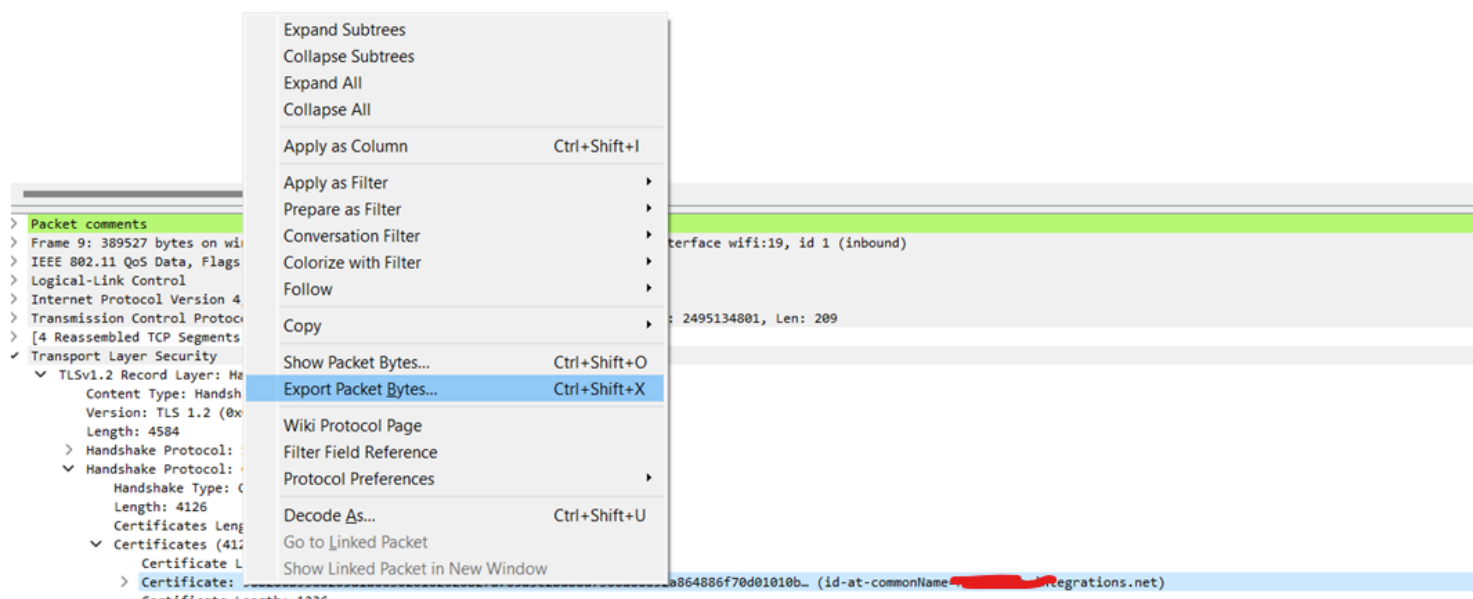 Expand Subtrees
Collapse Subtrees
Expand All
Collapse All
Apply as Column Ctrl+Shift+I
Apply as Filter
Prepare as Filter
Conversation Filter
Colorize with Filter
Follow
Copy
Show Packet Bytes... Ctrl+Shift+O
Export Packet Bytes... Ctrl+Shift+X
Wiki Protocol Page
Filter Field Reference
Protocol Preferences
Decode As... Ctrl+Shift+U
Go to Linked Packet
Show Linked Packet in New Window
Packet comments
Frame 9: 389527 bytes on wi terface wifi:19, id 1 (inbound)
IEEE 802.11 QoS Data, Flags
Logical-Link Control
Internet Protocol Version 4
Transmission Control Protoc : 2495134801, Len: 209
[4 Reassembled TCP Segments
Transport Layer Security
TLSv1.2 Record Layer: Ha
Content Type: Handsh
Version: TLS 1.2 (0x
Length: 4584
Handshake Protocol:
Handshake Protocol:
Handshake Type: C
Length: 4126
Certificates Leng
Certificates (412
Certificate L
Certificate: a864886f70d01010b… (id-at-commonName tegrations.net)